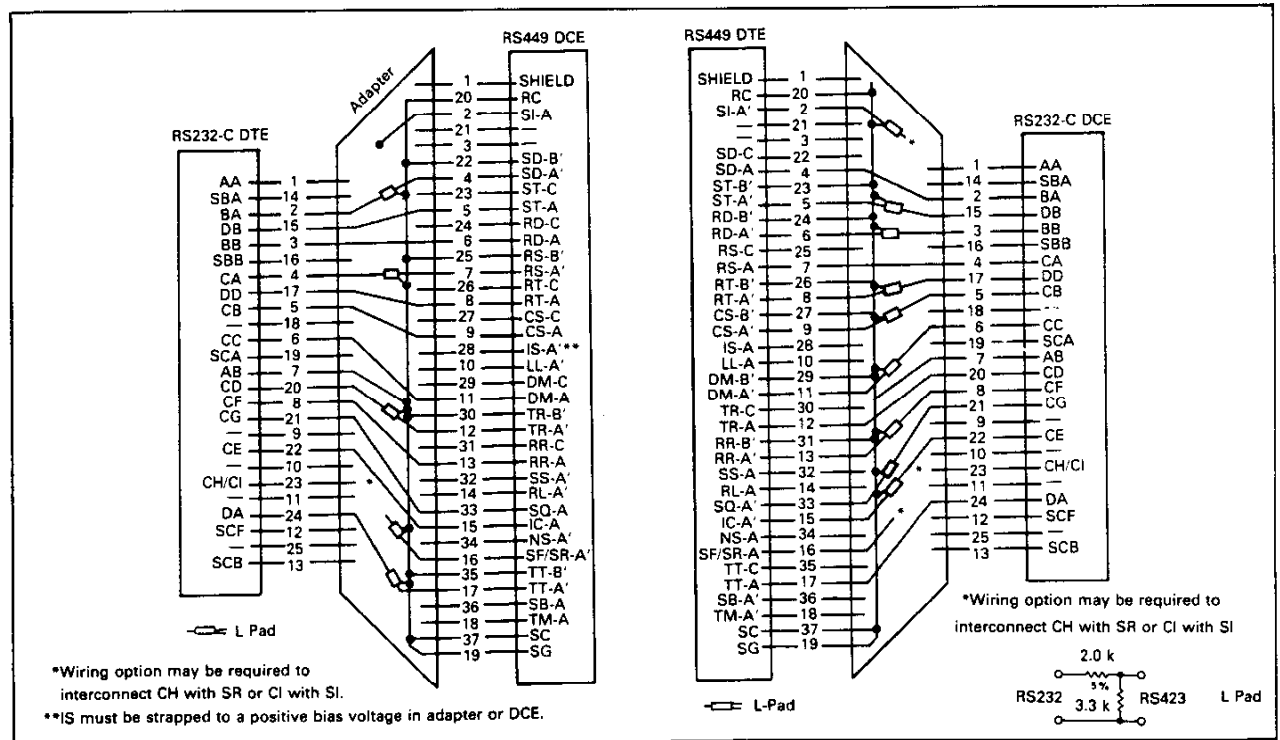 RS449 DCE
Adapter
1 SHIELD
20 RC
2 SI-A
21 —
3 —
22 SD-B'
4 SD-A'
23 ST-C
5 ST-A
24 RD-C
6 RD-A
25 RS-B'
7 RS-A'
26 RT-C
8 RT-A
27 CS-C
9 CS-A
28 IS-A'**
10 LL-A'
29 DM-C
11 DM-A
30 TR-B'
12 TR-A'
31 RR-C
13 RR-A
32 SS-A'
14 RL-A'
33 SQ-A
15 IC-A
34 NS-A'
16 SF/SR-A'
35 TT-B'
17 TT-A'
36 SB-A
18 TM-A
37 SC
19 SG
RS232-C DTE
AA 1
SBA 14
BA 2
DB 15
BB 3
SBB 16
CA 4
DD 17
CB 5
— 18
CC 6
SCA 19
AB 7
CD 20
CF 8
CG 21
— 9
CE 22
— 10
CH/CI 23
— 11
DA 24
SCF 12
— 25
SCB 13
*
L Pad
*Wiring option may be required to
interconnect CH with SR or CI with SI.
**IS must be strapped to a positive bias voltage in adapter or DCE.
RS449 DTE
SHIELD 1
RC 20
SI-A' 2
— 21
— 3
SD-C 22
SD-A 4
ST-B' 23
ST-A' 5
RD-B' 24
RD-A' 6
RS-C 25
RS-A 7
RT-B' 26
RT-A' 8
CS-B' 27
CS-A' 9
IS-A 28
LL-A 10
DM-B' 29
DM-A' 11
TR-C 30
TR-A 12
RR-B' 31
RR-A' 13
SS-A 32
RL-A 14
SQ-A' 33
IC-A' 15
NS-A 34
SF/SR-A 16
TT-C 35
TT-A 17
SB-A' 36
TM-A' 18
SC 37
SG 19
*
*
*
RS232-C DCE
1 AA
14 SBA
2 BA
15 DB
3 BB
16 SBB
4 CA
17 DD
5 CB
18 —
6 CC
19 SCA
7 AB
20 CD
8 CF
21 CG
9 —
22 CE
10 —
23 CH/CI
11 —
24 DA
12 SCF
25 —
13 SCB
L-Pad
*Wiring option may be required to
interconnect CH with SR or CI with SI
2.0 k
5%
RS232 3.3 k RS423 L Pad